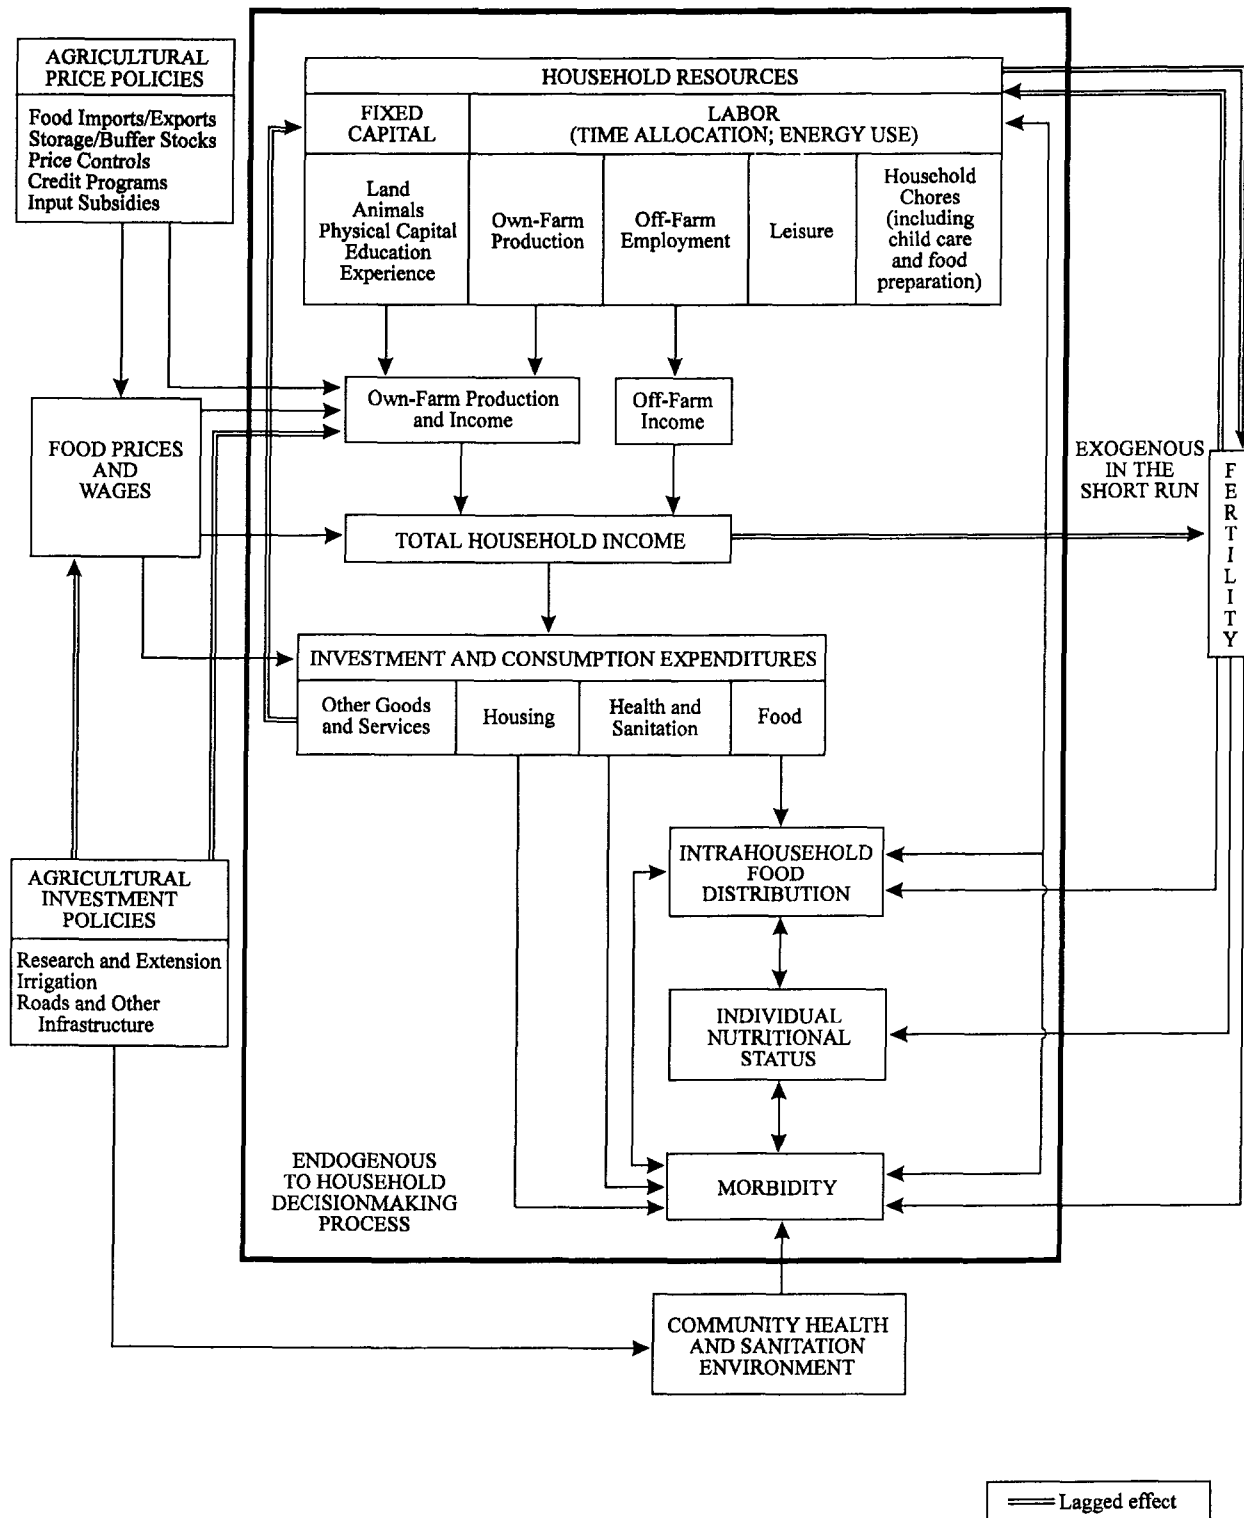 AGRICULTURAL
PRICE POLICIES
Food Imports/Exports
Storage/Buffer Stocks
Price Controls
Credit Programs
Input Subsidies
HOUSEHOLD RESOURCES
FIXED
CAPITAL
LABOR
(TIME ALLOCATION; ENERGY USE)
Land
Animals
Physical Capital
Education
Experience
Own-Farm
Production
Off-Farm
Employment
Leisure
Household
Chores
(including
child care
and food
preparation)
Own-Farm Production
and Income
Off-Farm
Income
FOOD PRICES
AND
WAGES
EXOGENOUS
IN THE
SHORT RUN
FERTILITY
TOTAL HOUSEHOLD INCOME
INVESTMENT AND CONSUMPTION EXPENDITURES
Other Goods
and Services
Housing
Health and
Sanitation
Food
AGRICULTURAL
INVESTMENT
POLICIES
Research and Extension
Irrigation
Roads and Other
Infrastructure
INTRAHOUSEHOLD
FOOD
DISTRIBUTION
INDIVIDUAL
NUTRITIONAL
STATUS
MORBIDITY
ENDOGENOUS
TO HOUSEHOLD
DECISIONMAKING
PROCESS
COMMUNITY HEALTH
AND SANITATION
ENVIRONMENT
Lagged effect